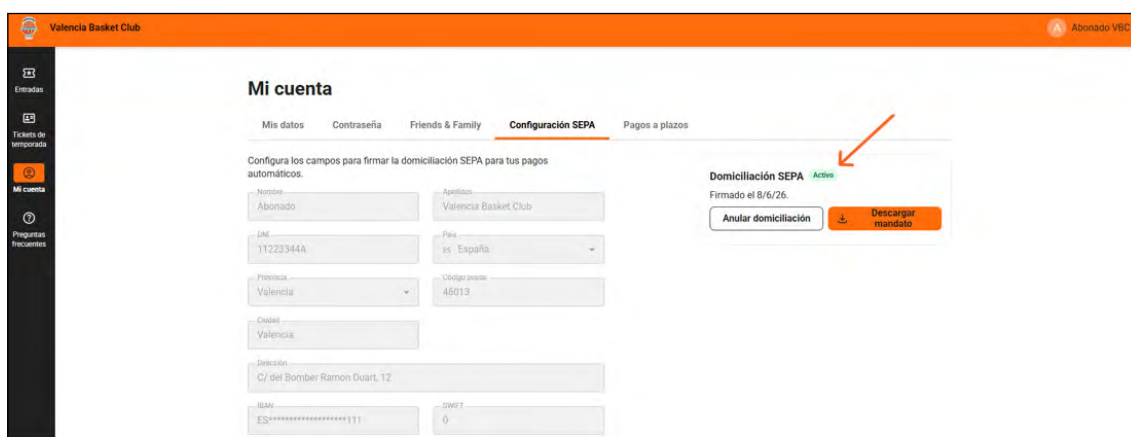 Valencia Basket Club
A
Abonado VBC
Entradas
Tickets de
temporada
Mi cuenta
Preguntas
frecuentes
Mi cuenta
Mis datos Contraseña Friends & Family Configuración SEPA Pagos a plazos
Configura los campos para firmar la domiciliación SEPA para tus pagos
automáticos.
Nombre
Abonado
Apellidos
Valencia Basket Club
DNI
11223344A
País
ES España
Provincia
Valencia
Código postal
46013
Ciudad
Valencia
Dirección
C/ del Bomber Ramon Duart, 12
IBAN
ES*******************111
SWIFT
0
Domiciliación SEPA Activo
Firmado el 8/6/26.
Anular domiciliación
Descargar
mandato